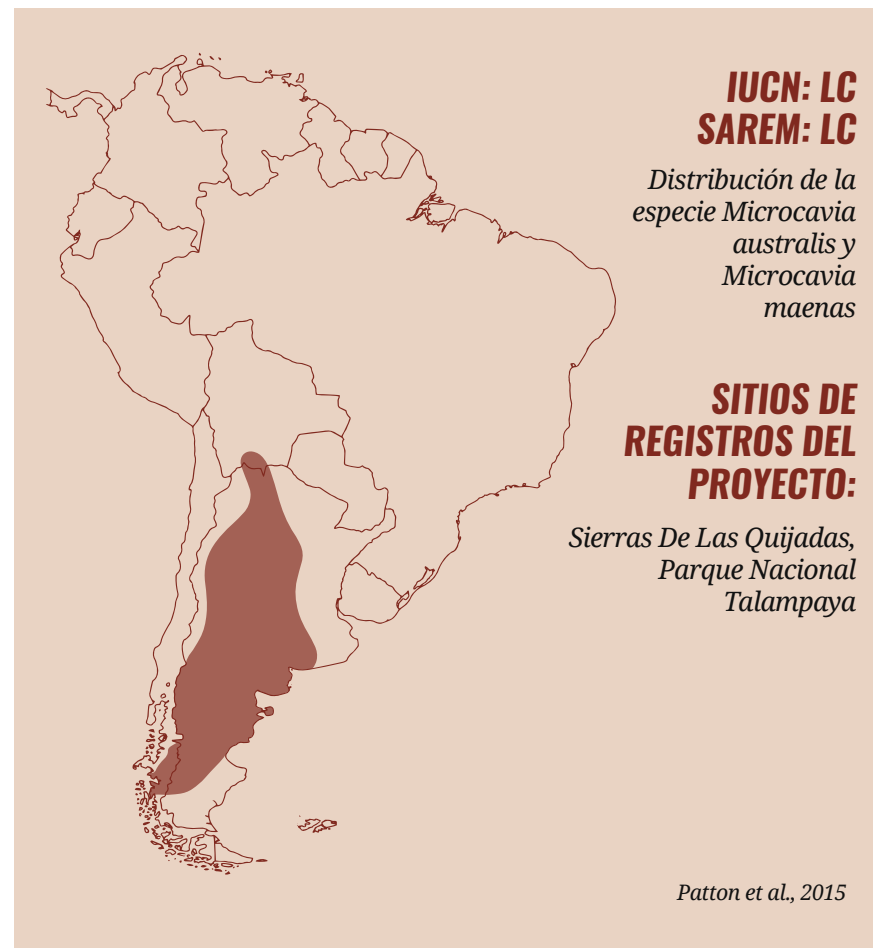 IUCN: LC
SAREM: LC
Distribución de la
especie Microcavia
australis y
Microcavia
maenas
SITIOS DE
REGISTROS DEL
PROYECTO:
Sierras De Las Quijadas,
Parque Nacional
Talampaya
Patton et al., 2015